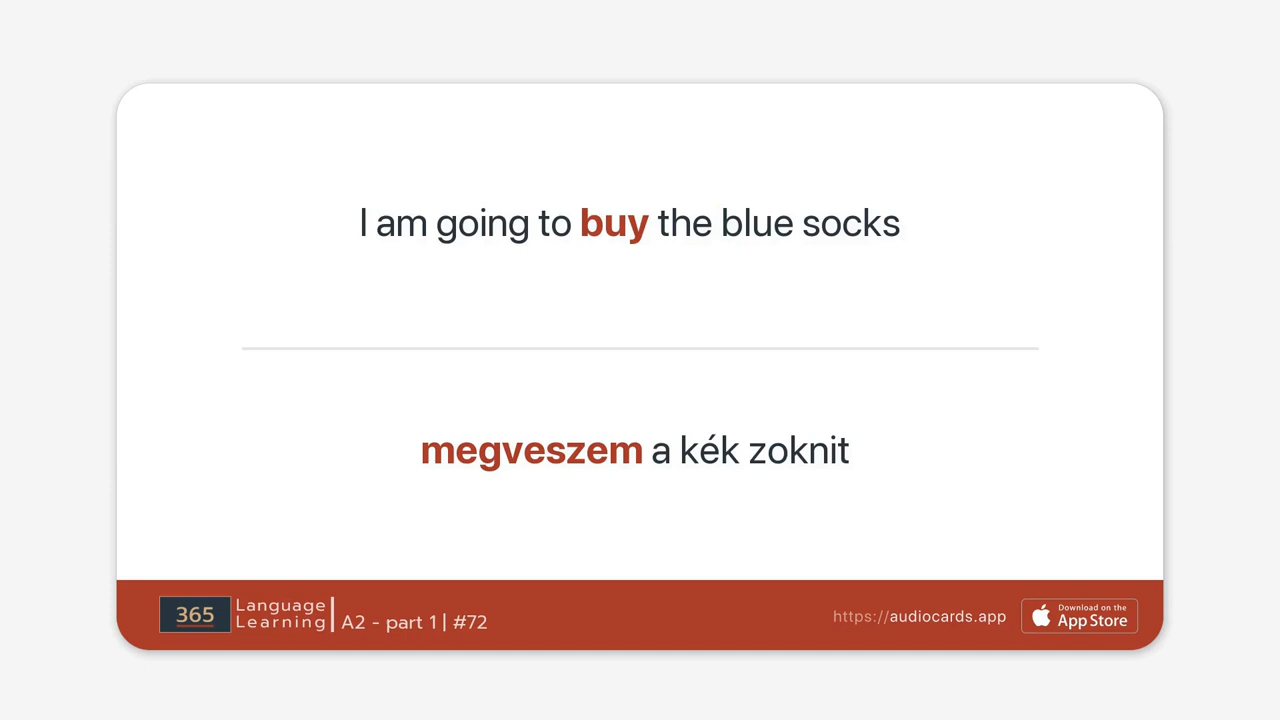 I am going to buy the blue socks
megveszem a kék zoknit
365
Language
Learning
A2 - part 1 | #72
https://audiocards.app
Download on the
App Store